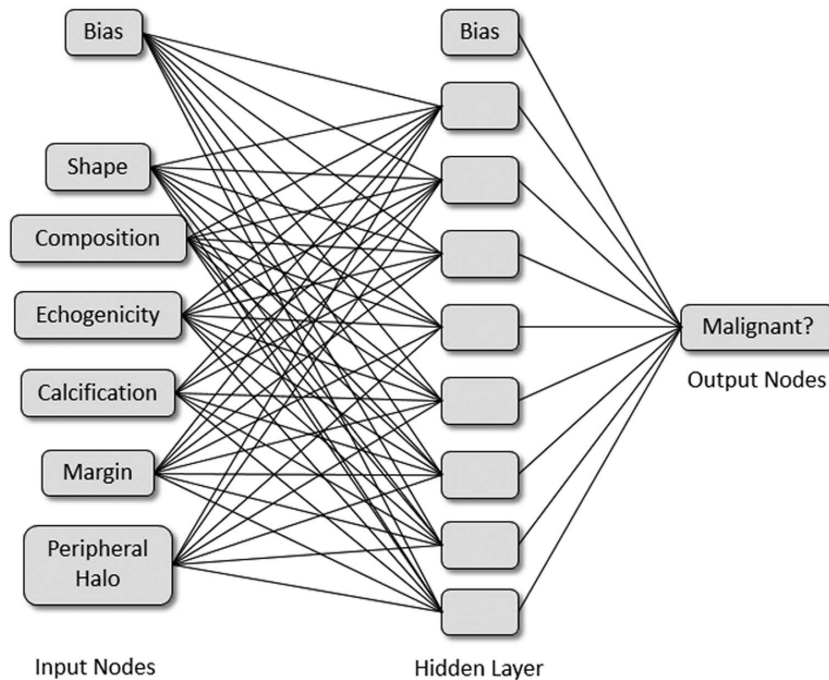 Bias
Shape
Composition
Echogenicity
Calcification
Margin
Peripheral
Halo
Input Nodes
Bias
Hidden Layer
Malignant?
Output Nodes